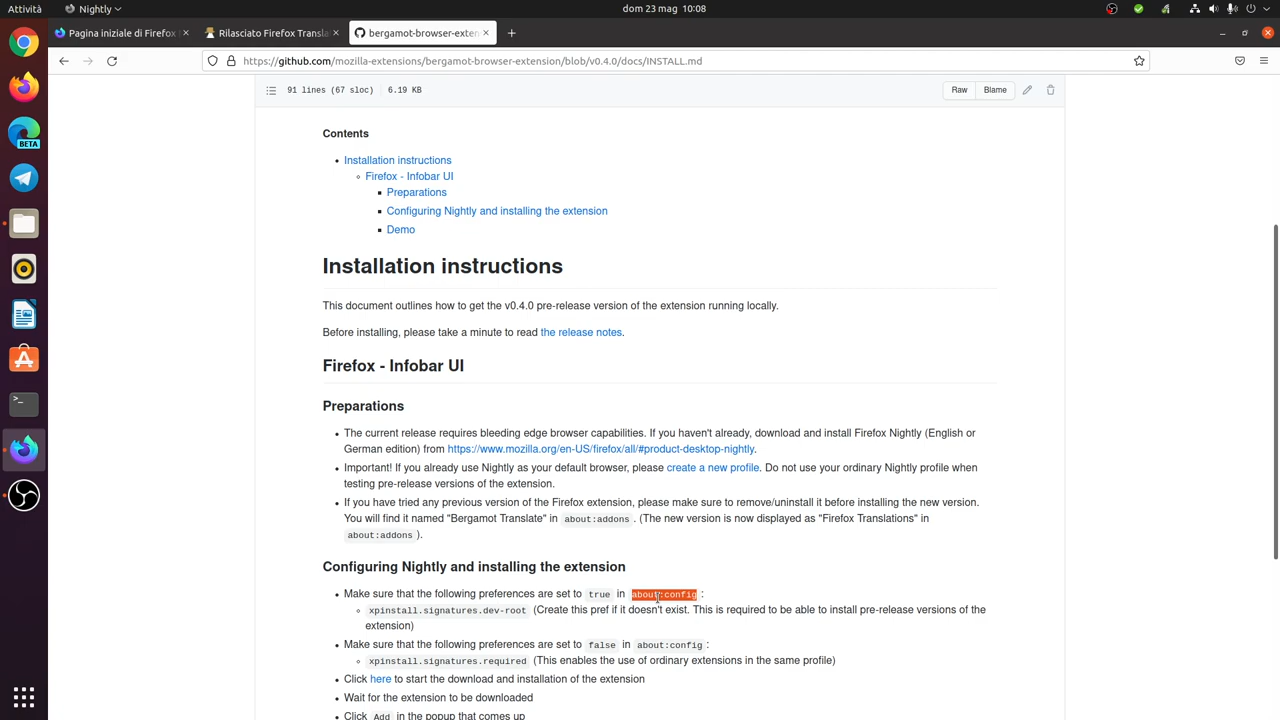 Attività
Nightly
dom 23 mag 10:08
Pagina iniziale di Firefox
Rilasciato Firefox Transla
bergamot-browser-exten
https://github.com/mozilla-extensions/bergamot-browser-extension/blob/v0.4.0/docs/INSTALL.md
91 lines (67 sloc) 6.19 KB
Raw
Blame
BETA
Contents
Installation instructions
Firefox - Infobar UI
Preparations
Configuring Nightly and installing the extension
Demo
Installation instructions
This document outlines how to get the v0.4.0 pre-release version of the extension running locally.
Before installing, please take a minute to read the release notes.
Firefox - Infobar UI
Preparations
The current release requires bleeding edge browser capabilities. If you haven't already, download and install Firefox Nightly (English or
German edition) from https://www.mozilla.org/en-US/firefox/all/#product-desktop-nightly.
Important! If you already use Nightly as your default browser, please create a new profile. Do not use your ordinary Nightly profile when
testing pre-release versions of the extension.
If you have tried any previous version of the Firefox extension, please make sure to remove/uninstall it before installing the new version.
You will find it named "Bergamot Translate" in about:addons. (The new version is now displayed as "Firefox Translations" in
about:addons ).
Configuring Nightly and installing the extension
Make sure that the following preferences are set to true in about:config :
xpinstall.signatures.dev-root (Create this pref if it doesn't exist. This is required to be able to install pre-release versions of the
extension)
Make sure that the following preferences are set to false in about:config:
xpinstall.signatures.required (This enables the use of ordinary extensions in the same profile)
Click here to start the download and installation of the extension
Wait for the extension to be downloaded
Click Add in the popup that comes up